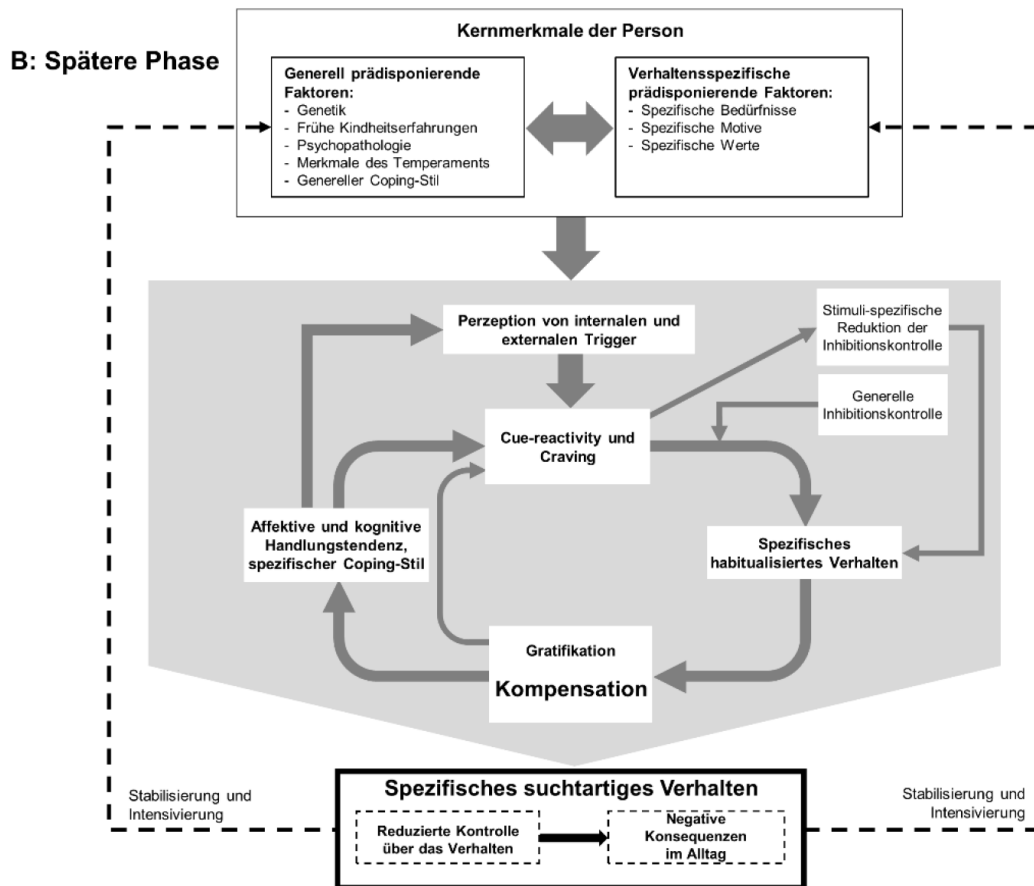 Kernmerkmale der Person
B: Spätere Phase
Generell prädisponierende
Faktoren:
- Genetik
- Frühe Kindheitserfahrungen
- Psychopathologie
- Merkmale des Temperaments
- Genereller Coping-Stil
Verhaltensspezifische
prädisponierende Faktoren:
- Spezifische Bedürfnisse
- Spezifische Motive
- Spezifische Werte
Perzeption von internalen und
externalen Trigger
Stimuli-spezifische
Reduktion der
Inhibitionskontrolle
Generelle
Inhibitionskontrolle
Cue-reactivity und
Craving
Affektive und kognitive
Handlungstendenz,
spezifischer Coping-Stil
Spezifisches
habitualisiertes Verhalten
Gratifikation
Kompensation
Spezifisches suchtartiges Verhalten
Reduzierte Kontrolle
über das Verhalten
Negative
Konsequenzen
im Alltag
Stabilisierung und
Intensivierung
Stabilisierung und
Intensivierung